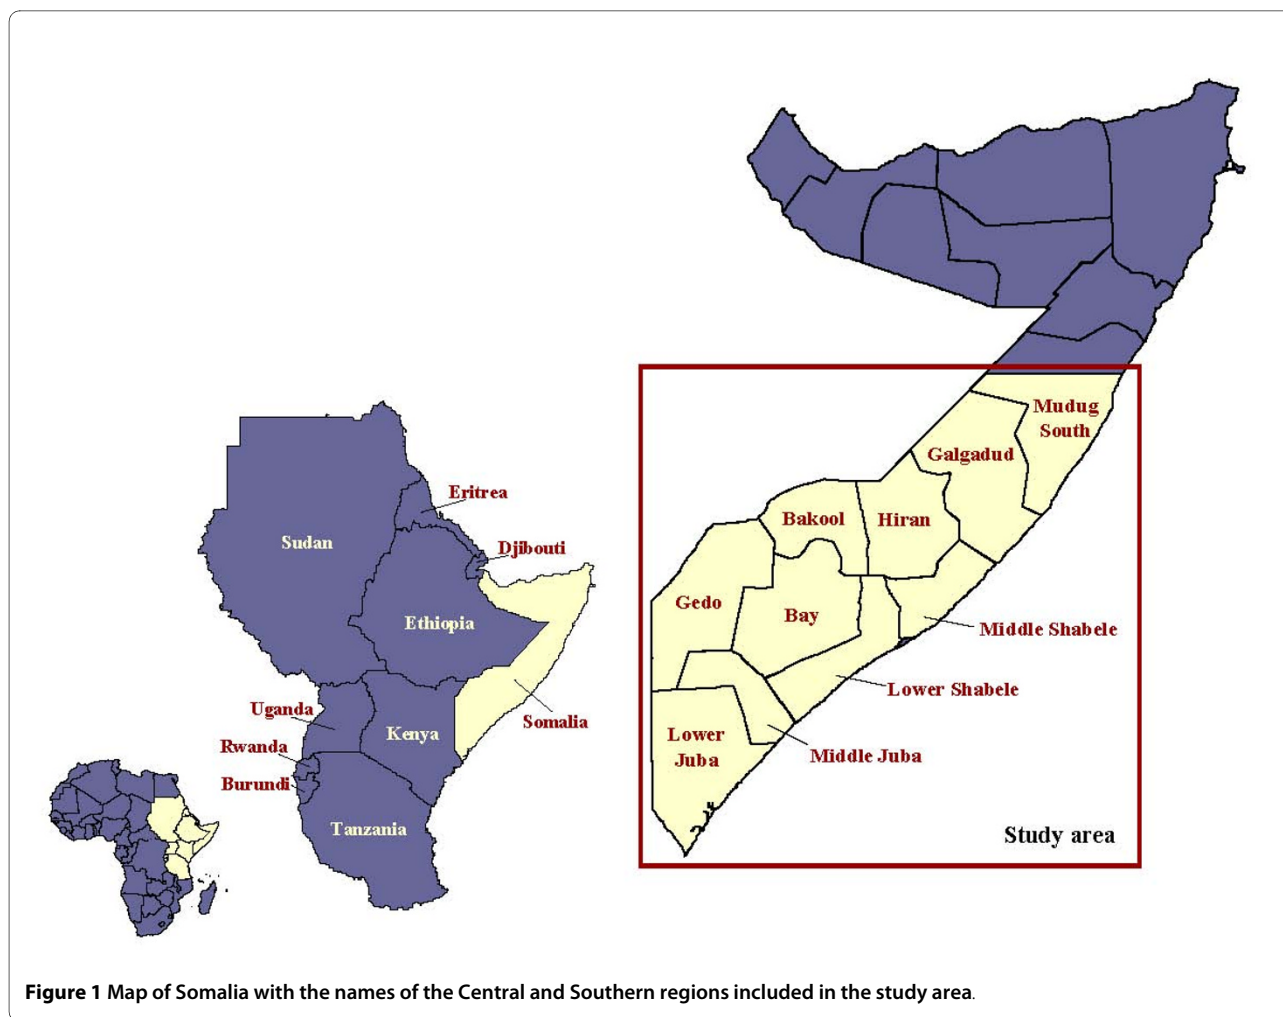 Mudug
South
Galgadud
Bakool
Hiran
Gedo
Bay
Middle Shabele
Lower Shabele
Lower
Juba
Middle Juba
Study area
Eritrea
Sudan
Djibouti
Ethiopia
Uganda
Kenya
Somalia
Rwanda
Burundi
Tanzania
Figure 1 Map of Somalia with the names of the Central and Southern regions included in the study area.